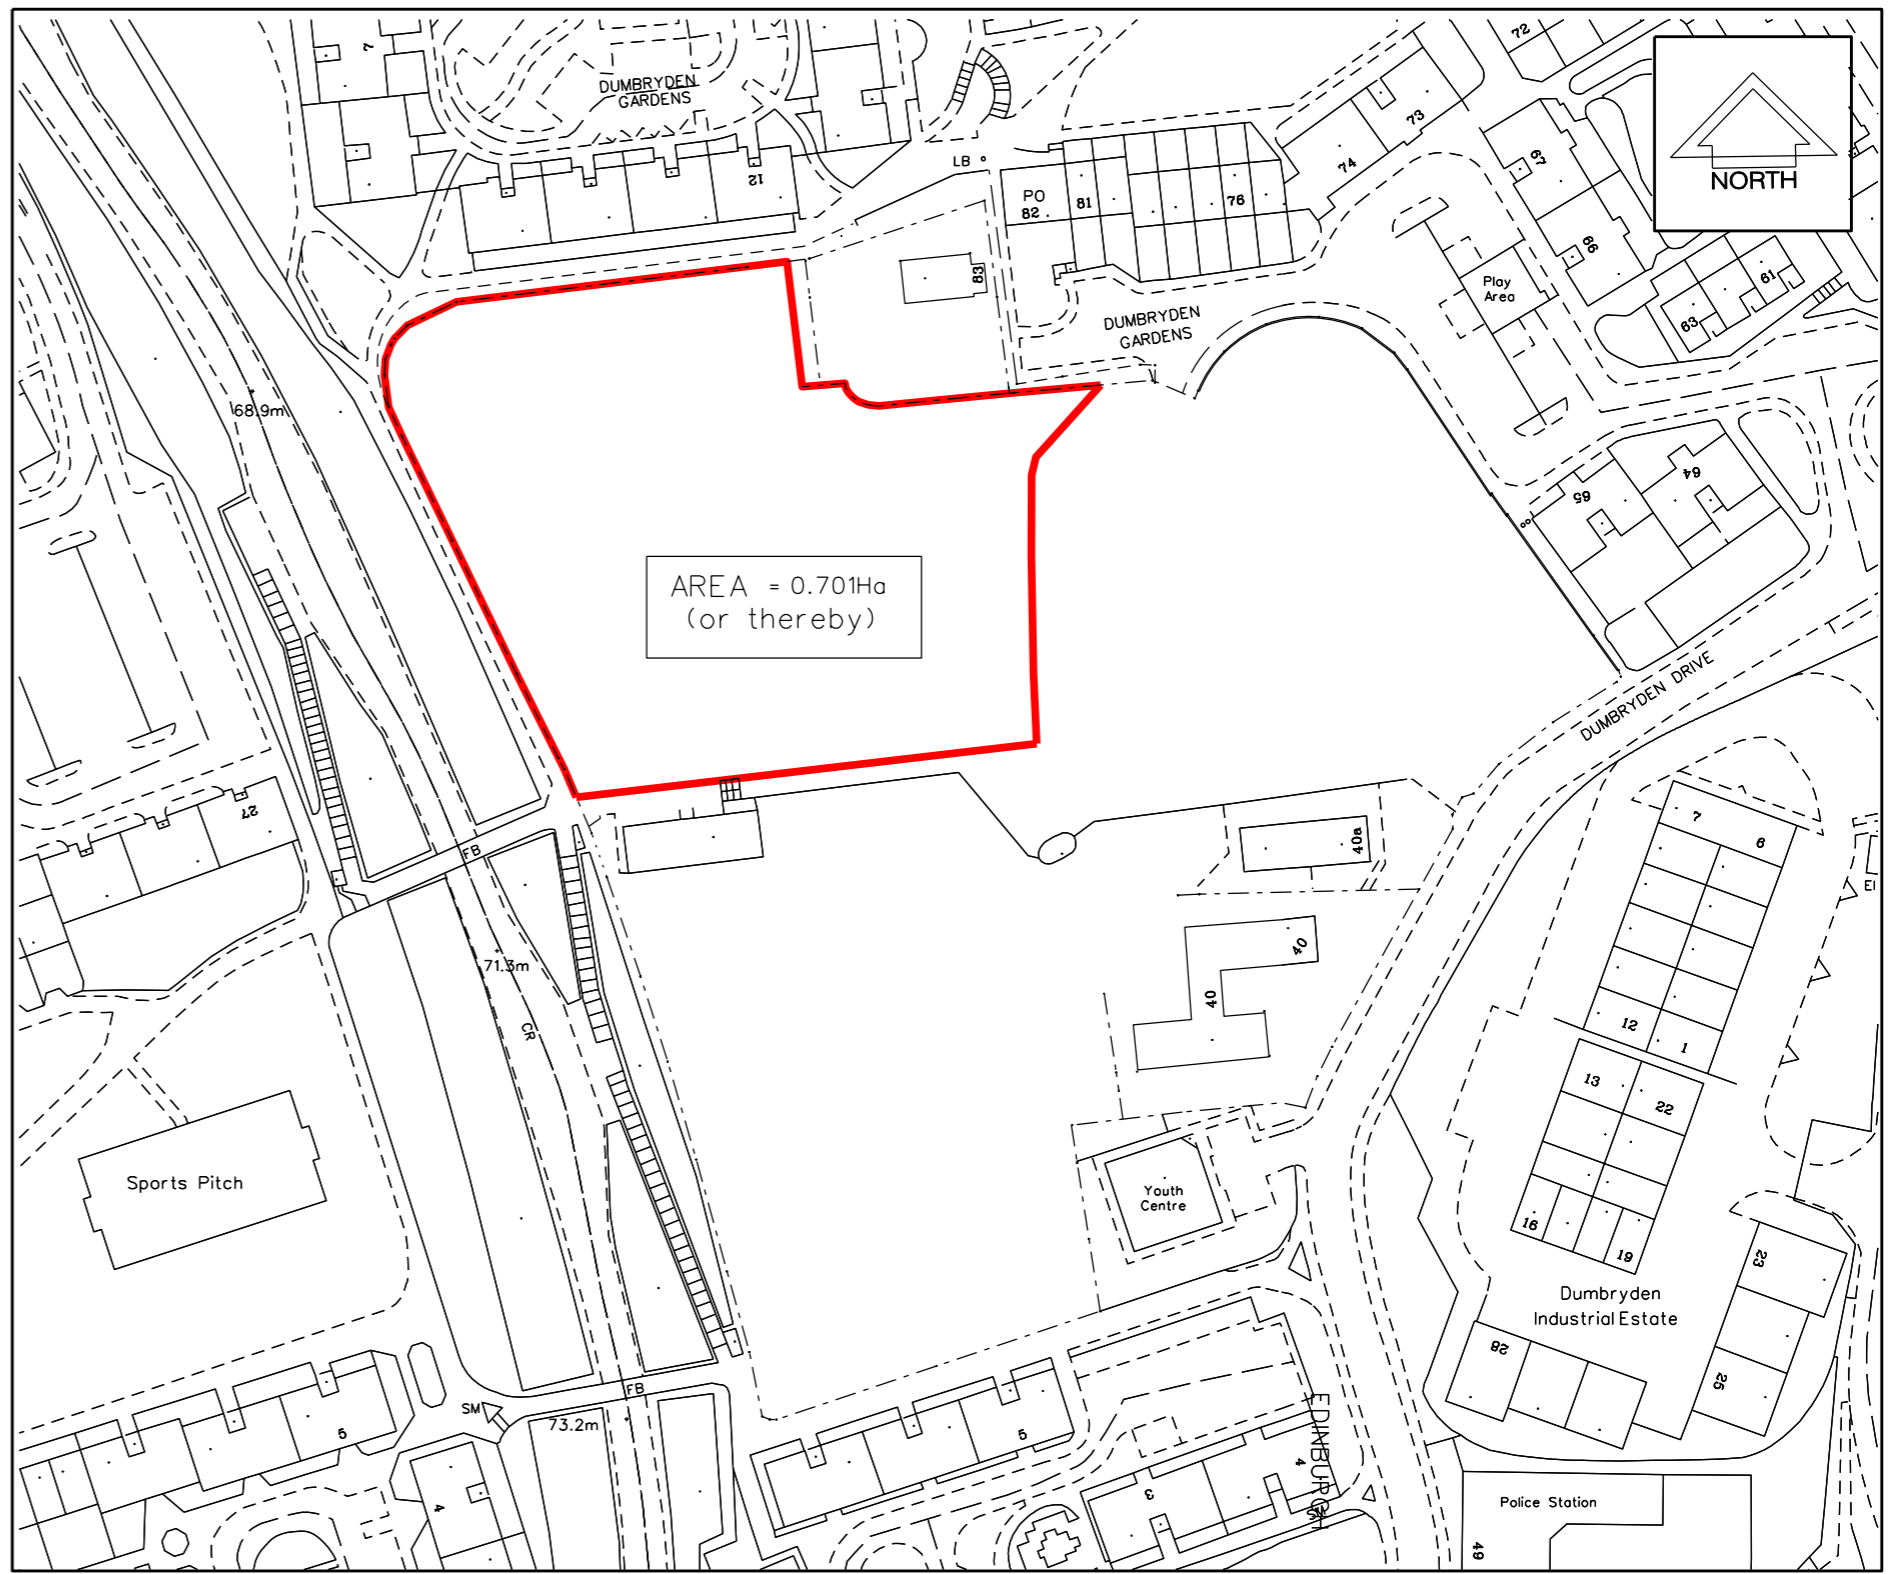 7
DUMBRYDEN
GARDENS
72
73
74
12
LB
PO
82
81
76
67
66
NORTH
83
Play
Area
61
63
DUMBRYDEN
GARDENS
68.9m
64
65
AREA = 0.701Ha
(or thereby)
DUMBRYDEN DRIVE
27
FB
40a
7
6
EI
71.3m
CR
40
40
12
1
13
22
Sports Pitch
Youth
Centre
16
19
23
Dumbryden
Industrial Estate
28
25
FB
SM
73.2m
5
5
EDINBURGH
4
3
4
Police Station
49